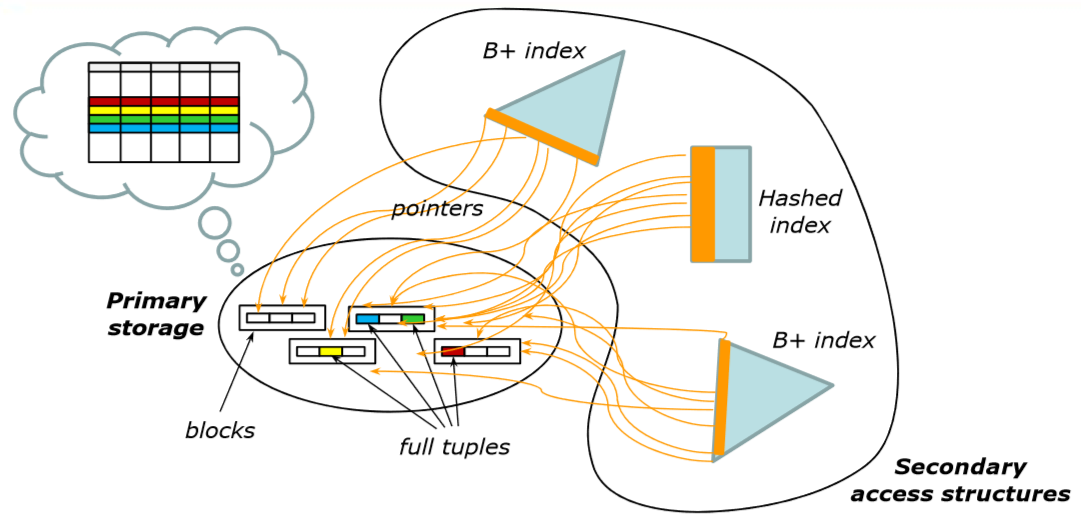 B+ index
Hashed
index
pointers
Primary
storage
B+ index
blocks
full tuples
Secondary
access structures